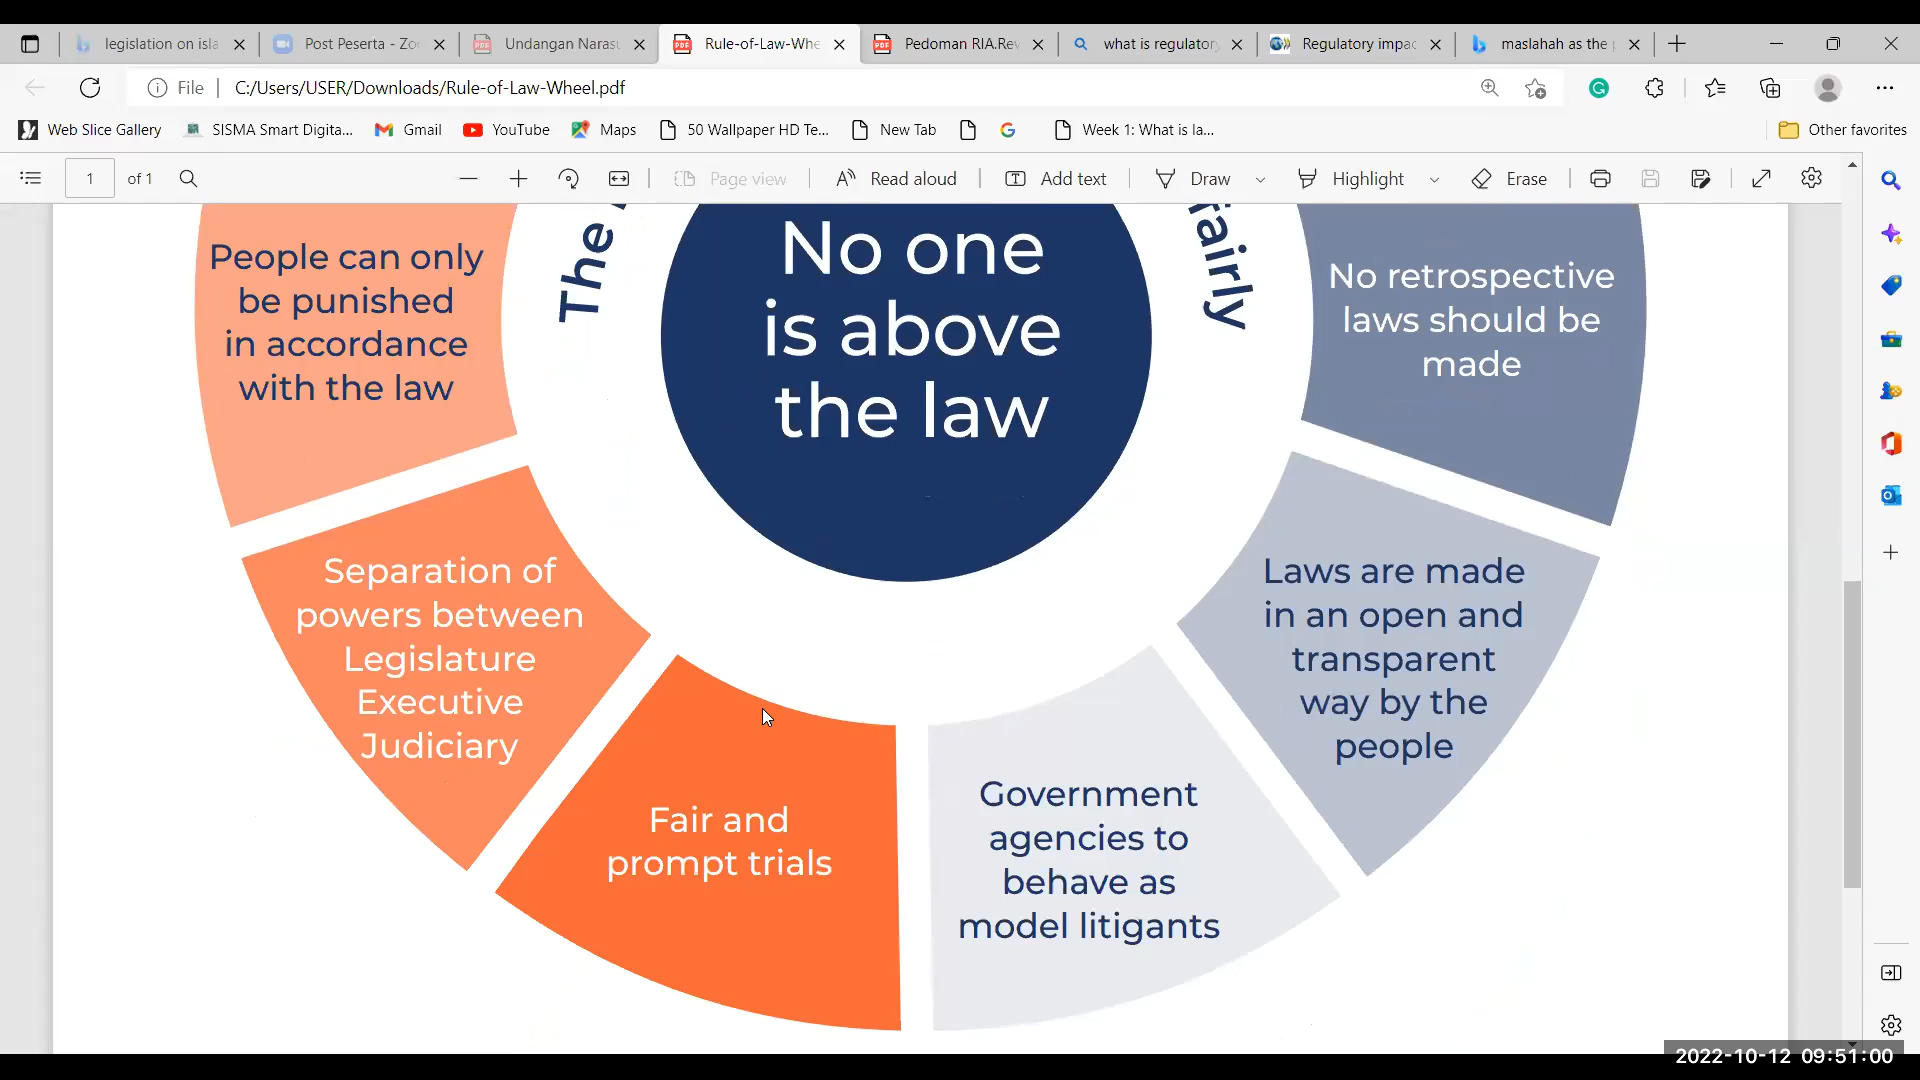 legislation on isla
Post Peserta - Zo
Undangan Naras
Rule-of-Law-Whe
Pedoman RIA.Rev
what is regulatory
Regulatory impac
maslahah as the
File
C:/Users/USER/Downloads/Rule-of-Law-Wheel.pdf
Web Slice Gallery
SISMA Smart Digita...
Gmail
YouTube
Maps
50 Wallpaper HD Te...
New Tab
Week 1: What is la...
Other favorites
1
of 1
Page view
Read aloud
Add text
Draw
Highlight
Erase
The
fairly
No one
is above
the law
People can only
be punished
in accordance
with the law
No retrospective
laws should be
made
Separation of
powers between
Legislature
Executive
Judiciary
Laws are made
in an open and
transparent
way by the
people
Fair and
prompt trials
Government
agencies to
behave as
model litigants
2022-10-12 09:51:00